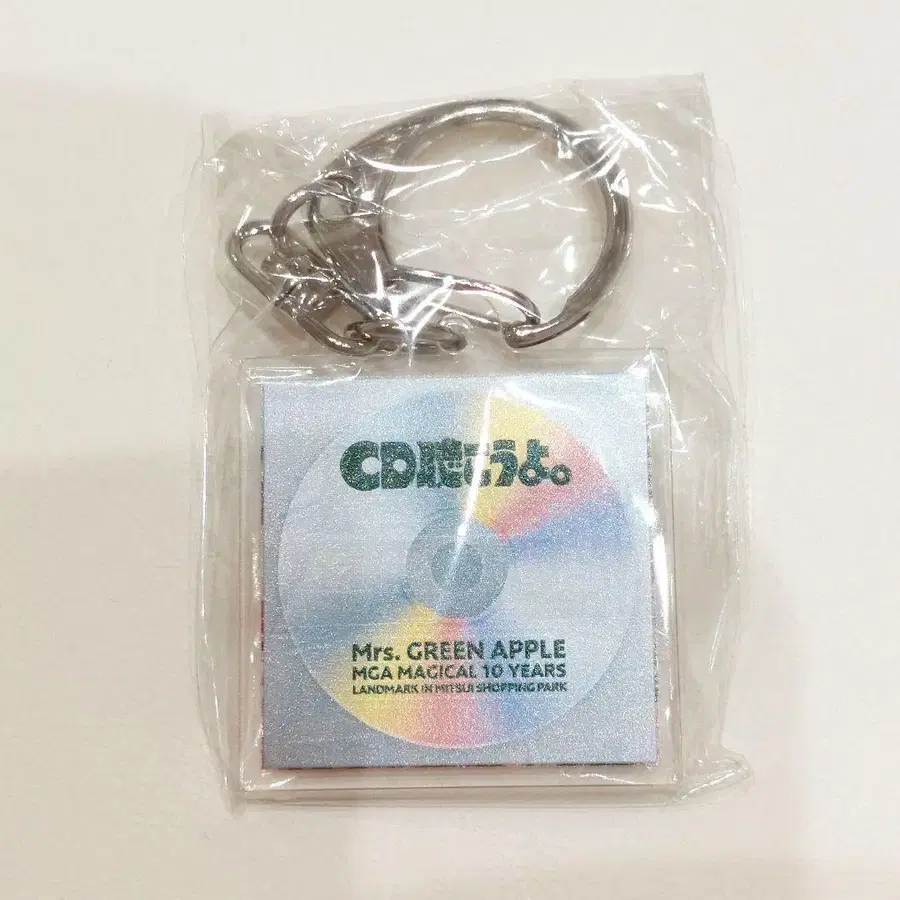 CD聴こうよ。
Mrs. GREEN APPLE
MGA MAGICAL 10 YEARS
LANDMARK IN MITSUI SHOPPING PARK